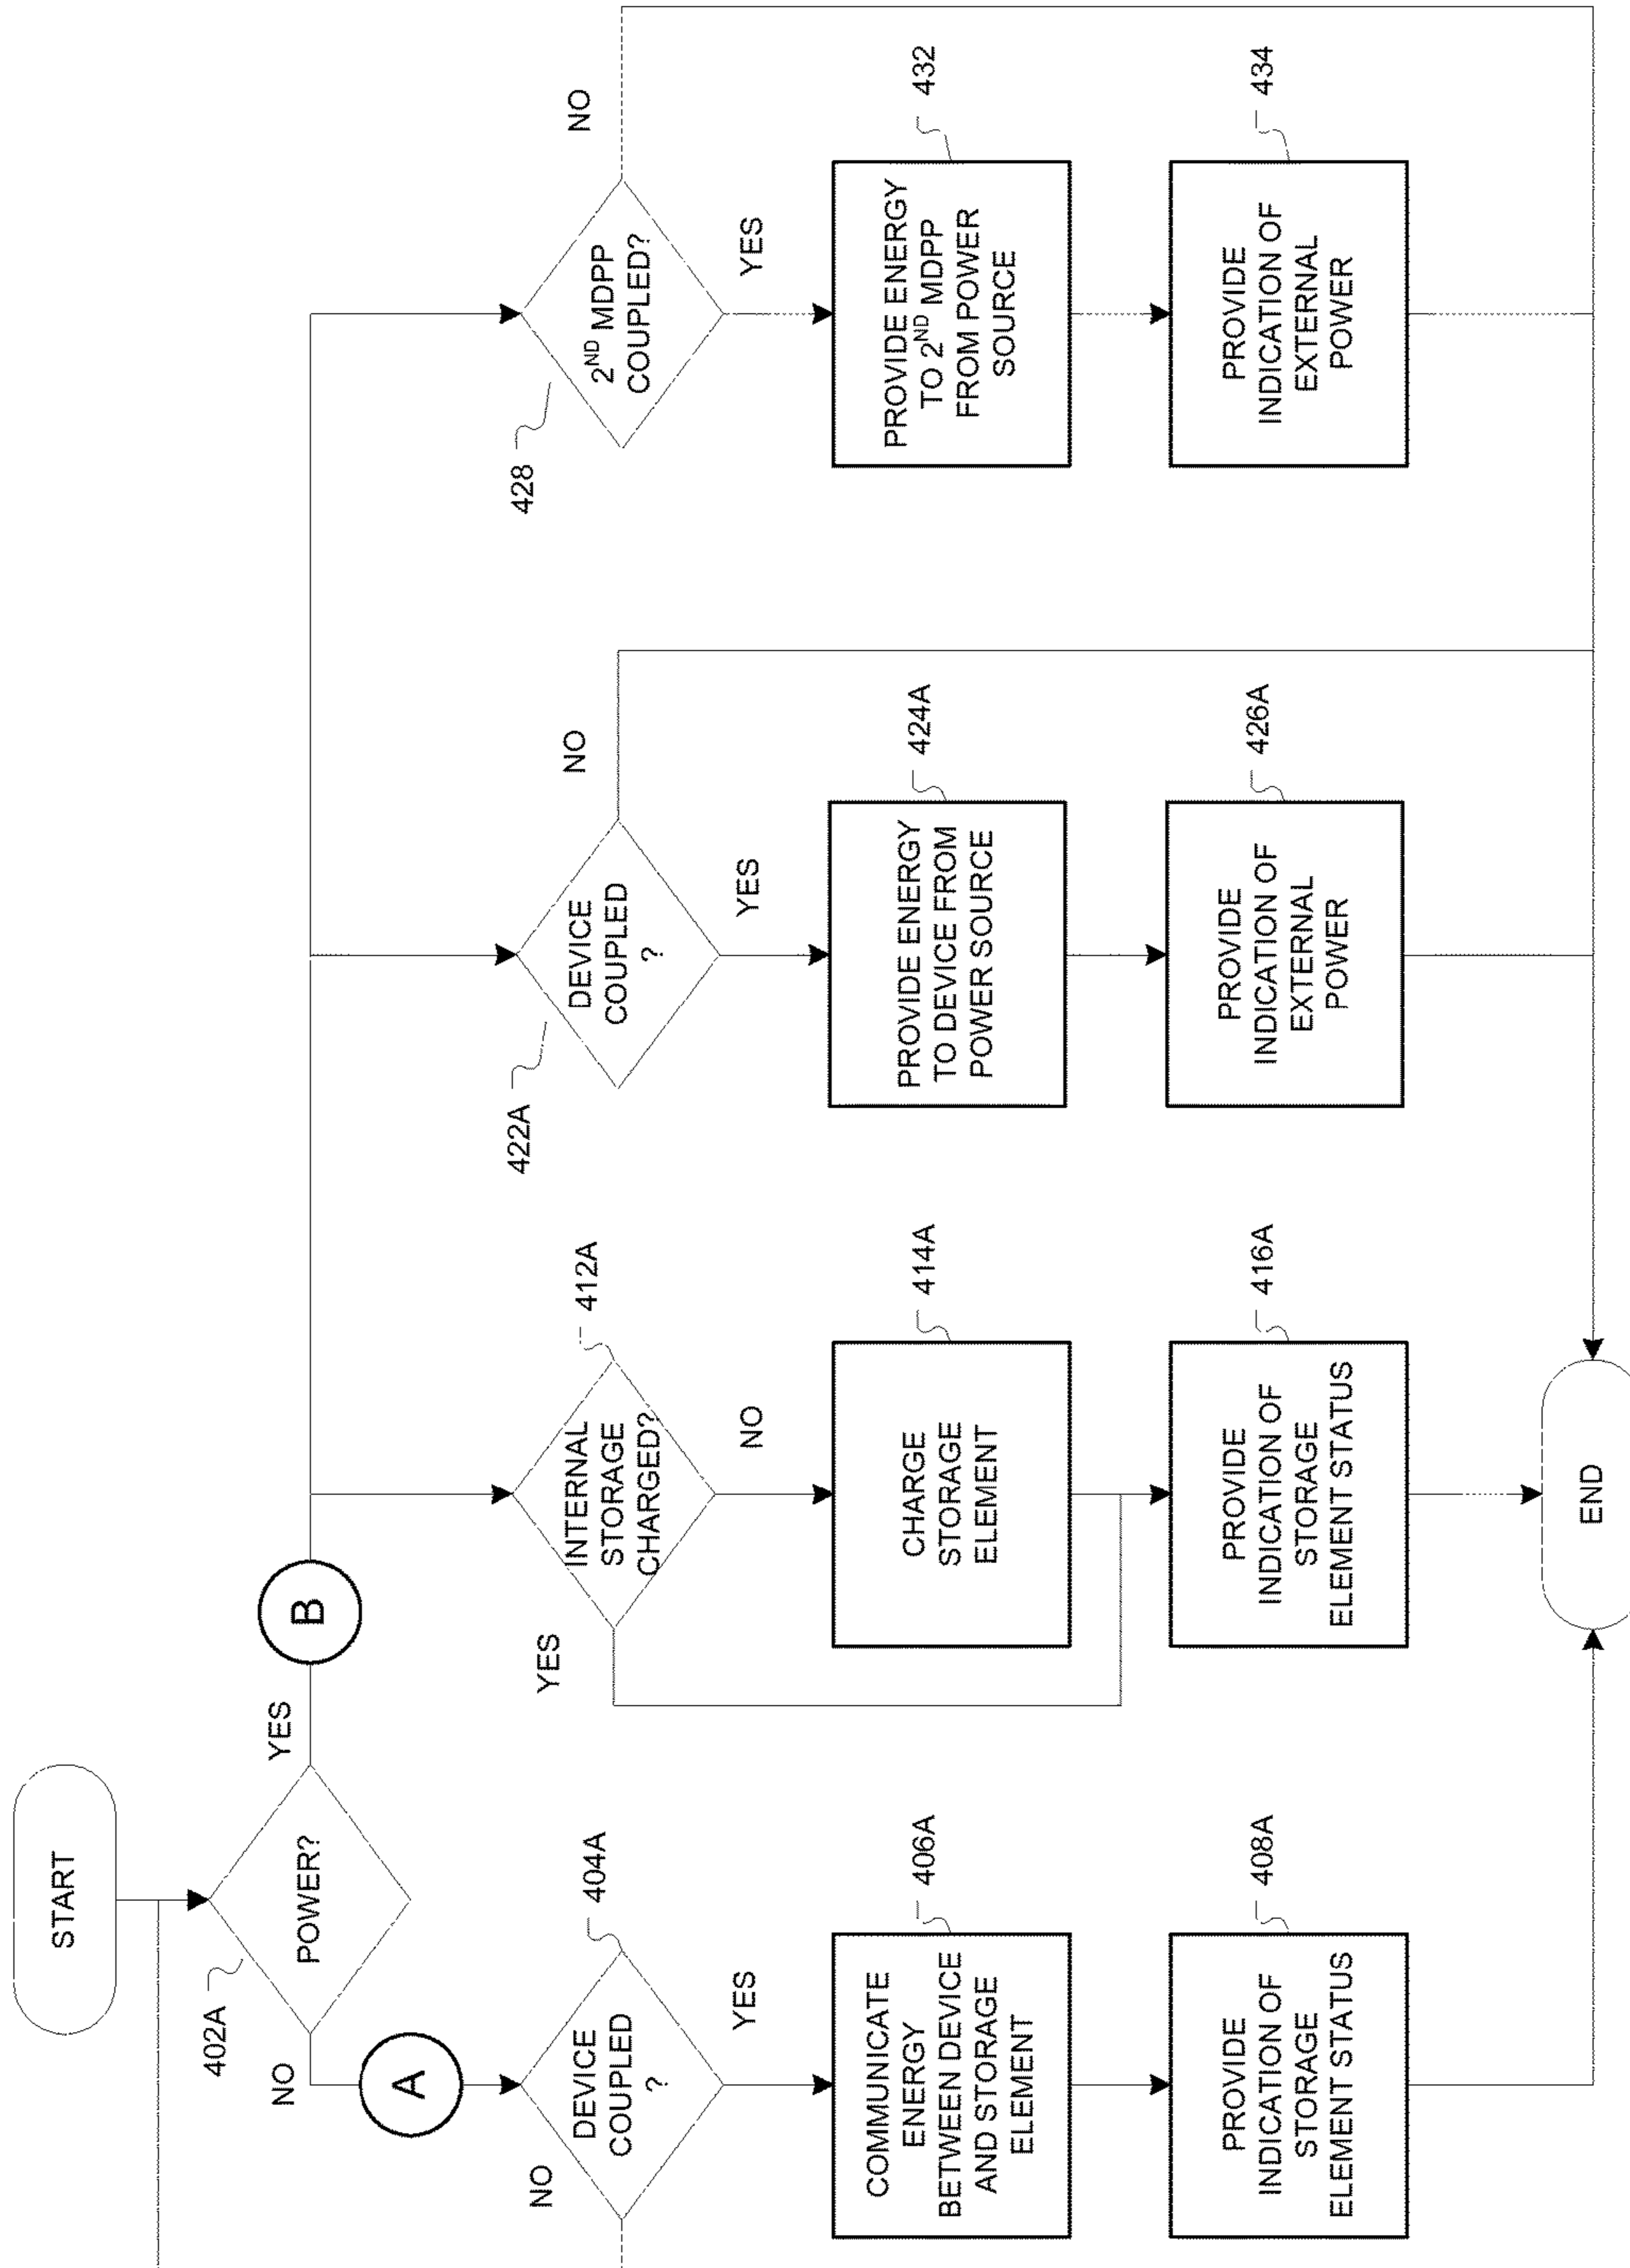 START
402A
POWER?
YES
NO
A
B
NO
DEVICE
COUPLED
?
404A
YES
COMMUNICATE
ENERGY
BETWEEN DEVICE
AND STORAGE
ELEMENT
406A
PROVIDE
INDICATION OF
STORAGE
ELEMENT STATUS
408A
YES
INTERNAL
STORAGE
CHARGED?
412A
NO
CHARGE
STORAGE
ELEMENT
414A
PROVIDE
INDICATION OF
STORAGE
ELEMENT STATUS
416A
422A
DEVICE
COUPLED
?
NO
YES
PROVIDE ENERGY
TO DEVICE FROM
POWER SOURCE
424A
PROVIDE
INDICATION OF
EXTERNAL
POWER
426A
428
2ND MDPP
COUPLED?
NO
YES
PROVIDE ENERGY
TO 2ND MDPP
FROM POWER
SOURCE
432
PROVIDE
INDICATION OF
EXTERNAL
POWER
434
END